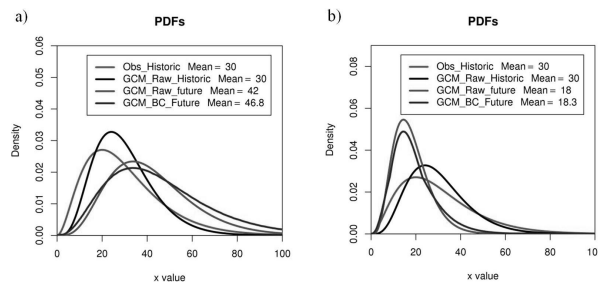 a)
PDFs
Obs_Historic Mean = 30
GCM_Raw_Historic Mean = 30
GCM_Raw_future Mean = 42
GCM_BC_Future Mean = 46.8
Density
0.06
0.05
0.04
0.03
0.02
0.01
0.00
0 20 40 60 80 100
x value
b)
PDFs
Obs_Historic Mean = 30
GCM_Raw_Historic Mean = 30
GCM_Raw_future Mean = 18
GCM_BC_Future Mean = 18.3
Density
0.08
0.06
0.04
0.02
0.00
0 20 40 60 80 100
x value